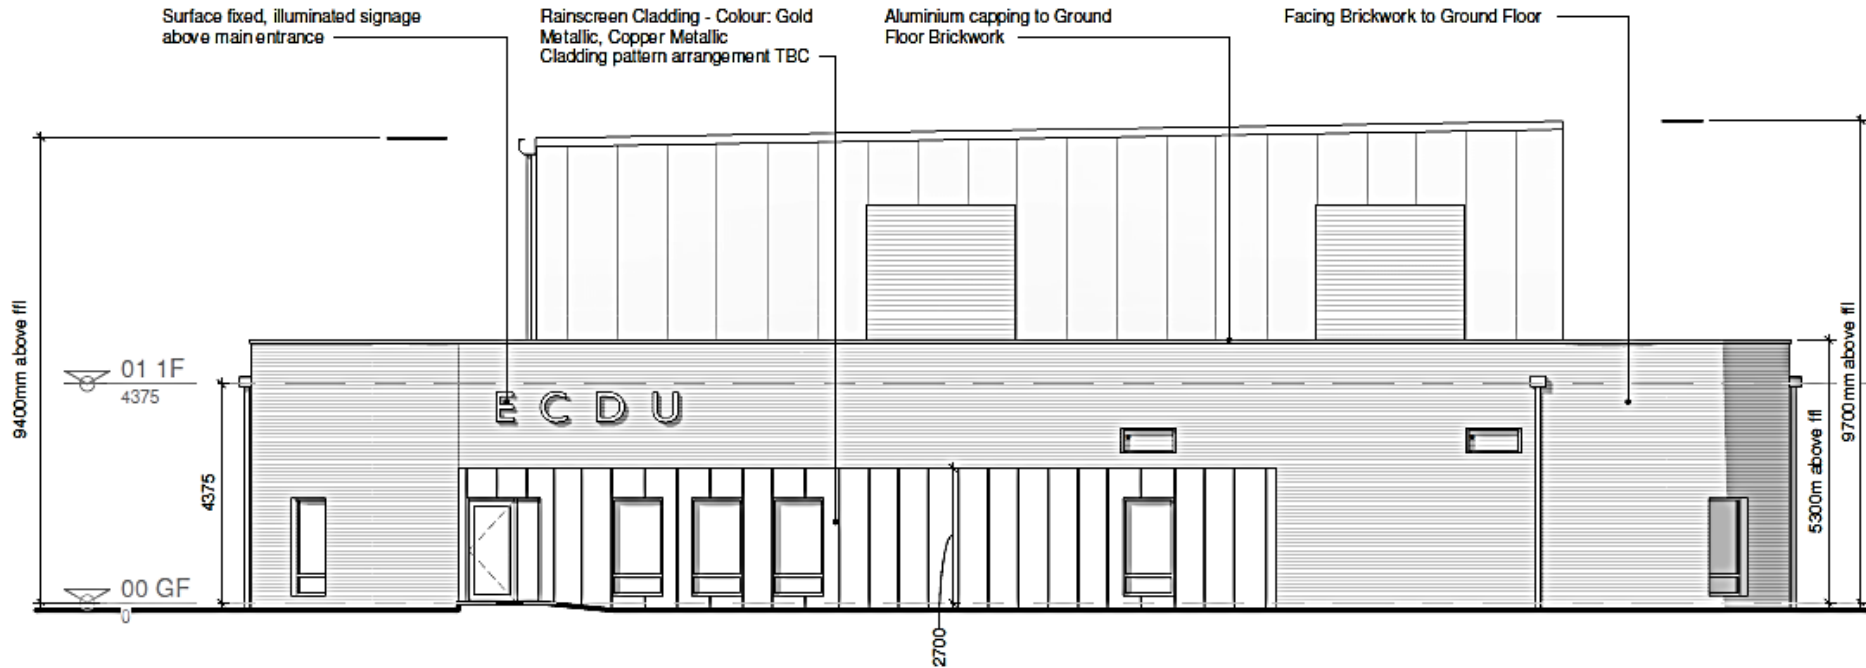 Surface fixed, illuminated signage
above main entrance
Rainscreen Cladding - Colour: Gold
Metallic, Copper Metallic
Cladding pattern arrangement TBC
Aluminium capping to Ground
Floor Brickwork
Facing Brickwork to Ground Floor
9400mm above ffl
01 1F
4375
4375
00 GF
0
E C D U
2700
5300m above ffl
9700mm above ffl